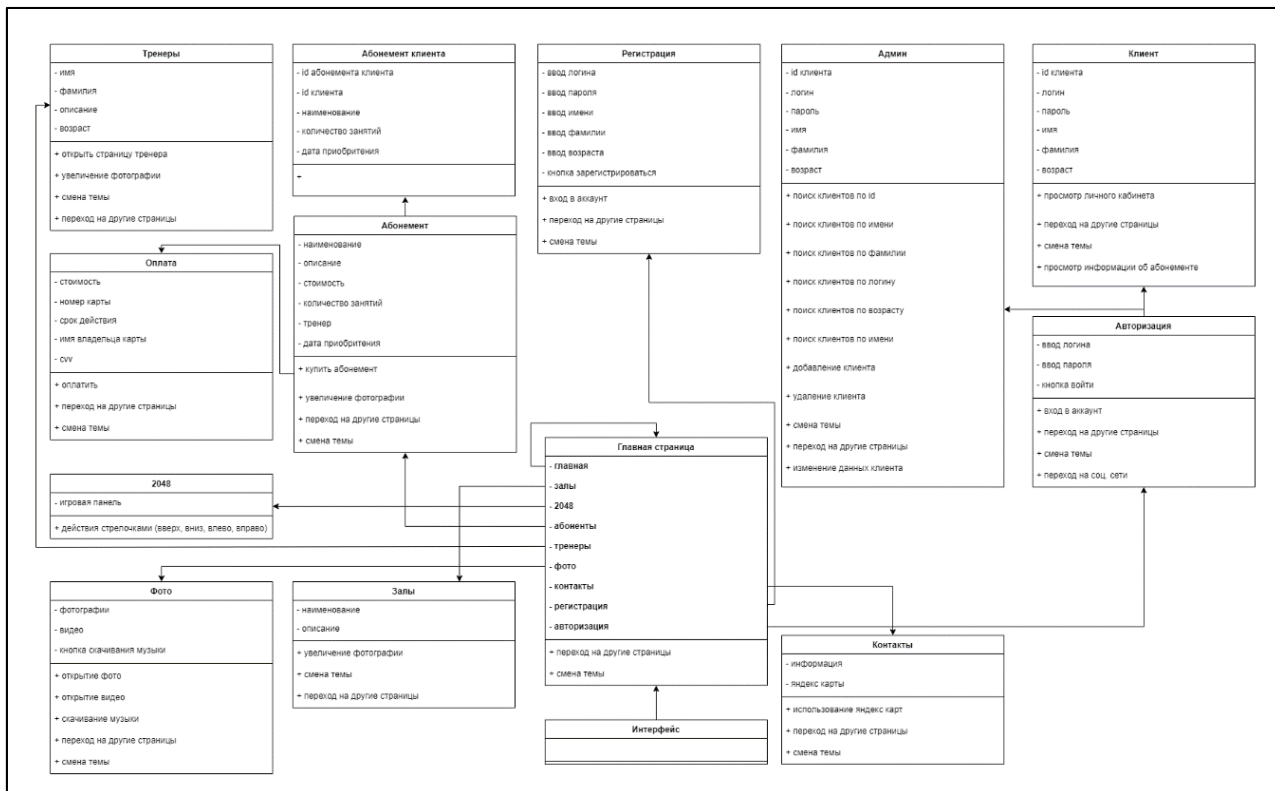 Тренеры
- имя
- фамилия
- описание
- возраст
+ открыть страницу тренера
+ увеличение фотографии
+ смена темы
+ переход на другие страницы
Абонемент клиента
- id абонемента клиента
- id клиента
- наименование
- количество занятий
- дата приобритения
+
Регистрация
- ввод логина
- ввод пароля
- ввод имени
- ввод фамилии
- ввод возраста
- кнопка зарегистрироваться
+ вход в аккаунт
+ переход на другие страницы
+ смена темы
Админ
- id клиента
- логин
- пароль
- имя
- фамилия
- возраст
+ поиск клиентов по id
+ поиск клиентов по имени
+ поиск клиентов по фамилии
+ поиск клиентов по логину
+ поиск клиентов по возрасту
+ поиск клиентов по имени
+ добавление клиента
+ удаление клиента
+ смена темы
+ переход на другие страницы
+ изменение данных клиента
Клиент
- id клиента
- логин
- пароль
- имя
- фамилия
- возраст
+ просмотр личного кабинета
+ переход на другие страницы
+ смена темы
+ просмотр информации об абонементе
Оплата
- стоимость
- номер карты
- срок действия
- имя владельца карты
- cvv
+ оплатить
+ переход на другие страницы
+ смена темы
Абонемент
- наименование
- описание
- стоимость
- количество занятий
- тренер
- дата приобритения
+ купить абонемент
+ увеличение фотографии
+ переход на другие страницы
+ смена темы
Авторизация
- ввод логина
- ввод пароля
- кнопка войти
+ вход в аккаунт
+ переход на другие страницы
+ смена темы
+ переход на соц. сети
2048
- игровая панель
+ действия стрелочками (вверх, вниз, влево, вправо)
Главная страница
- главная
- залы
- 2048
- абоненты
- тренеры
- фото
- контакты
- регистрация
- авторизация
+ переход на другие страницы
+ смена темы
Фото
- фотографии
- видео
- кнопка скачивания музыки
+ открытие фото
+ открытие видео
+ скачивание музыки
+ переход на другие страницы
+ смена темы
Залы
- наименование
- описание
+ увеличение фотографии
+ смена темы
+ переход на другие страницы
Контакты
- информация
- яндекс карты
+ использование яндекс карт
+ переход на другие страницы
+ смена темы
Интерфейс